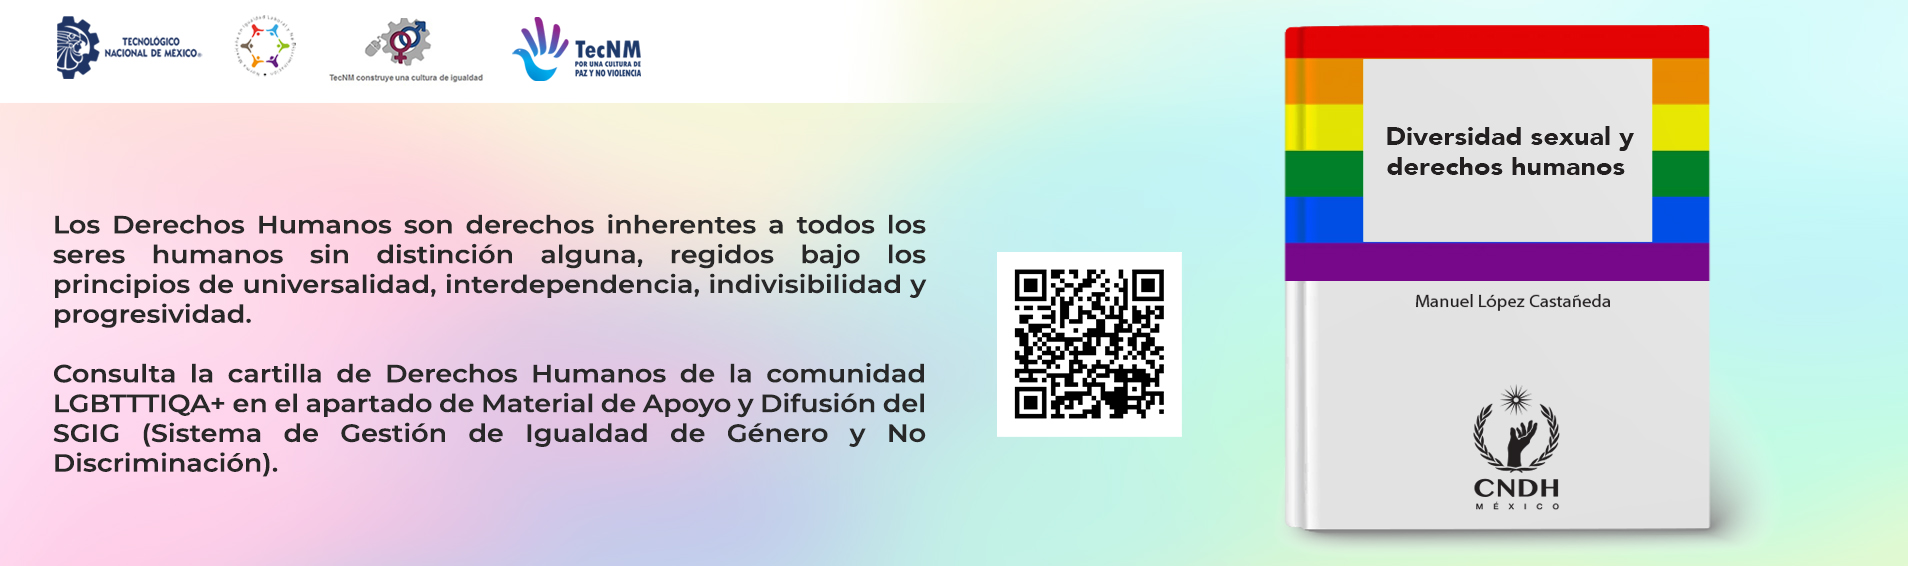 TECNOLÓGICO
NACIONAL DE MÉXICO®
TecNM construye una cultura de igualdad
TecNM
POR UNA CULTURA DE
PAZ Y NO VIOLENCIA
Los Derechos Humanos son derechos inherentes a todos los
seres humanos sin distinción alguna, regidos bajo los
principios de universalidad, interdependencia, indivisibilidad y
progresividad.
Consulta la cartilla de Derechos Humanos de la comunidad
LGBTTTIQA+ en el apartado de Material de Apoyo y Difusión del
SGIG (Sistema de Gestión de Igualdad de Género y No
Discriminación).
Diversidad sexual y
derechos humanos
Manuel López Castañeda
CNDH
MÉXICO